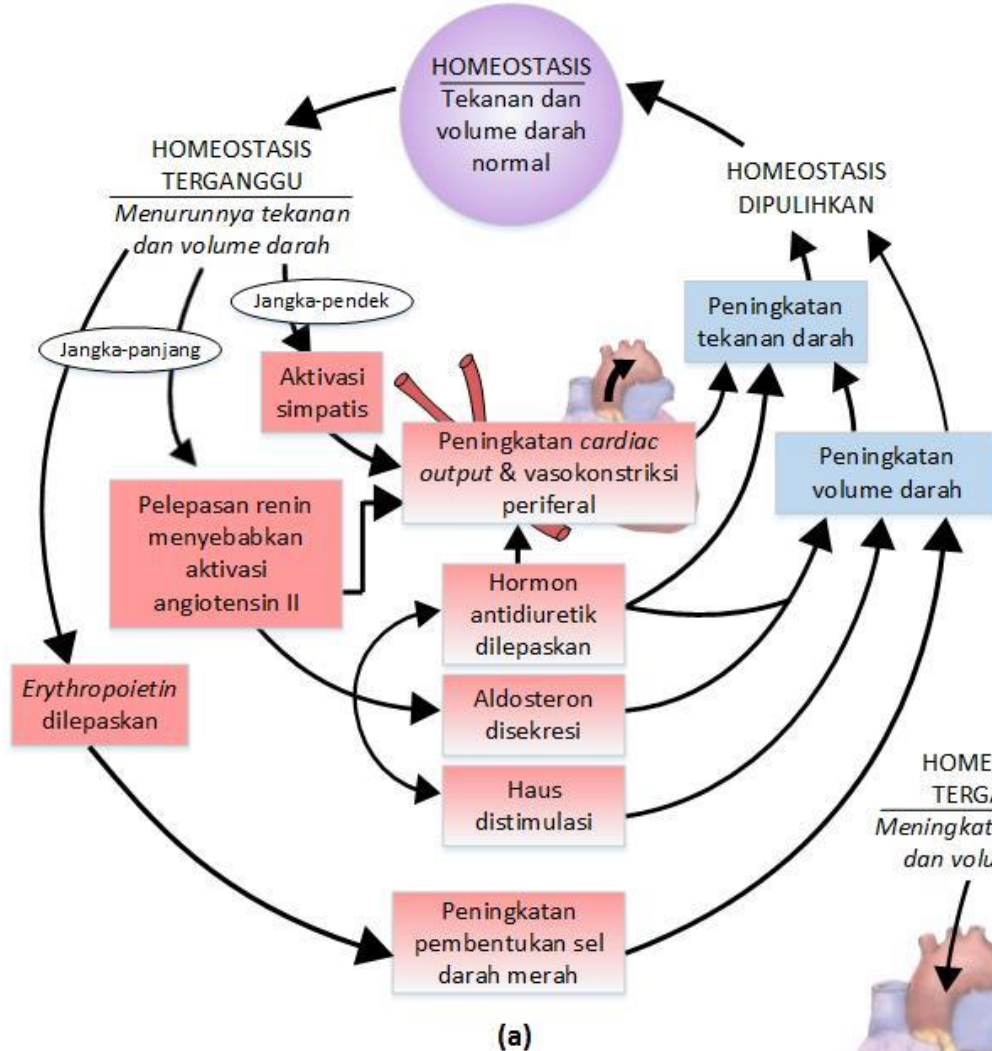 HOMEOSTASIS
Tekanan dan
volume darah
normal
HOMEOSTASIS
TERGANGGU
Menurunnya tekanan
dan volume darah
HOMEOSTASIS
DIPULIHKAN
Jangka-pendek
Jangka-panjang
Aktivasi
simpatis
Peningkatan
tekanan darah
Peningkatan cardiac
output & vasokonstriksi
periferal
Peningkatan
volume darah
Pelepasan renin
menyebabkan
aktivasi
angiotensin II
Hormon
antidiuretik
dilepaskan
Erythropoietin
dilepaskan
Aldosteron
disekresi
Haus
distimulasi
Peningkatan
pembentukan sel
darah merah
HOME
TERGA
Meningkat
dan volu
(a)